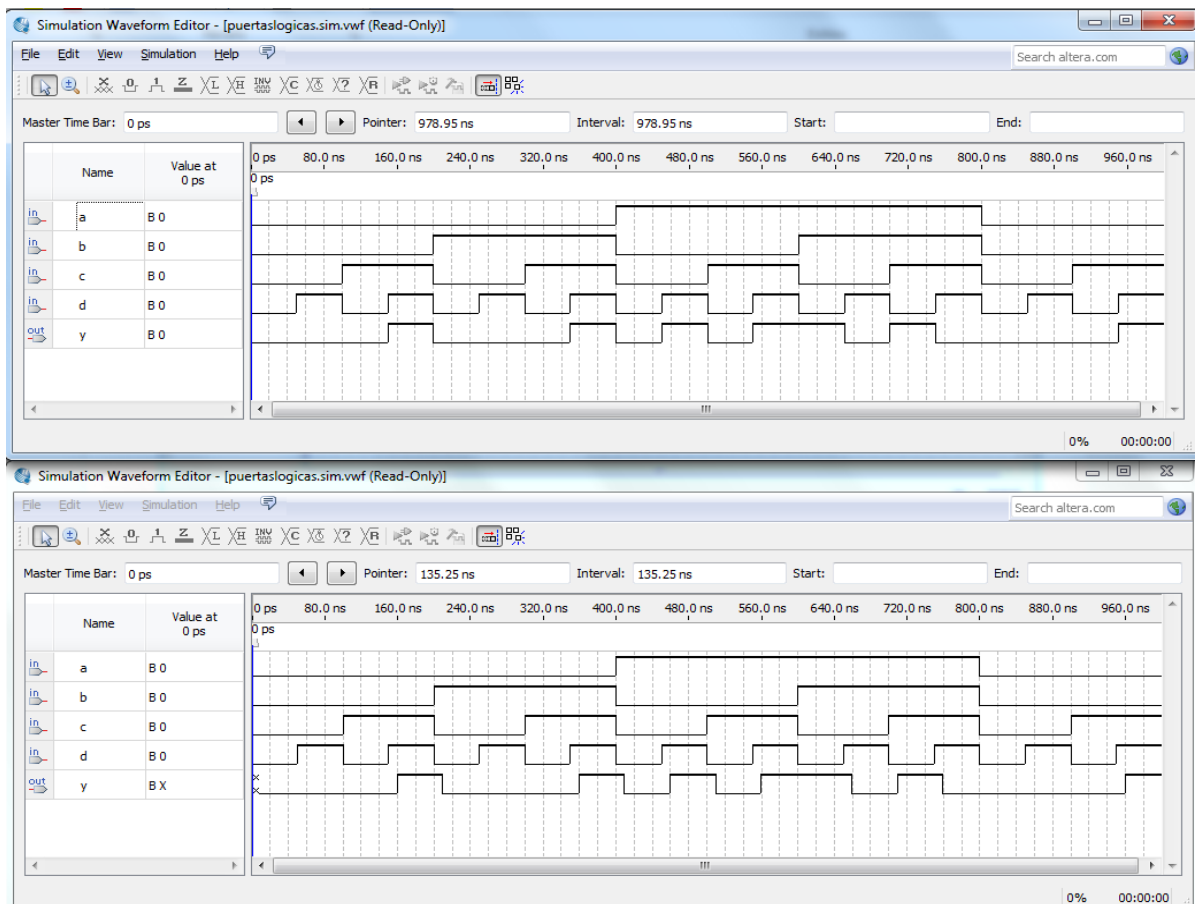 Simulation Waveform Editor - [puertaslogicas.sim.vwf (Read-Only)]
File Edit View Simulation Help
Search altera.com
Master Time Bar: 0 ps Pointer: 978.95 ns Interval: 978.95 ns Start: End:
Name Value at 0 ps
0 ps 80.0 ns 160.0 ns 240.0 ns 320.0 ns 400.0 ns 480.0 ns 560.0 ns 640.0 ns 720.0 ns 800.0 ns 880.0 ns 960.0 ns
0 ps
in a B 0
in b B 0
in c B 0
in d B 0
out y B 0
0% 00:00:00
Simulation Waveform Editor - [puertaslogicas.sim.vwf (Read-Only)]
File Edit View Simulation Help
Search altera.com
Master Time Bar: 0 ps Pointer: 135.25 ns Interval: 135.25 ns Start: End:
Name Value at 0 ps
0 ps 80.0 ns 160.0 ns 240.0 ns 320.0 ns 400.0 ns 480.0 ns 560.0 ns 640.0 ns 720.0 ns 800.0 ns 880.0 ns 960.0 ns
0 ps
in a B 0
in b B 0
in c B 0
in d B 0
out y B X
0% 00:00:00